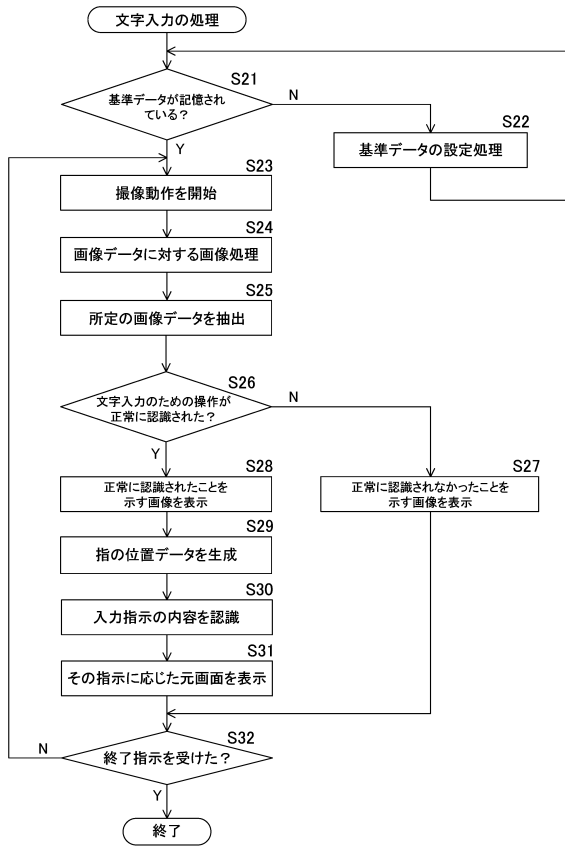 文字入力の処理
S21
基準データが記憶され
ている？
N
Y
S22
基準データの設定処理
S23
撮像動作を開始
S24
画像データに対する画像処理
S25
所定の画像データを抽出
S26
文字入力のための操作が
正常に認識された？
N
Y
S28
正常に認識されたことを
示す画像を表示
S27
正常に認識されなかったことを
示す画像を表示
S29
指の位置データを生成
S30
入力指示の内容を認識
S31
その指示に応じた元画面を表示
S32
終了指示を受けた？
N
Y
終了